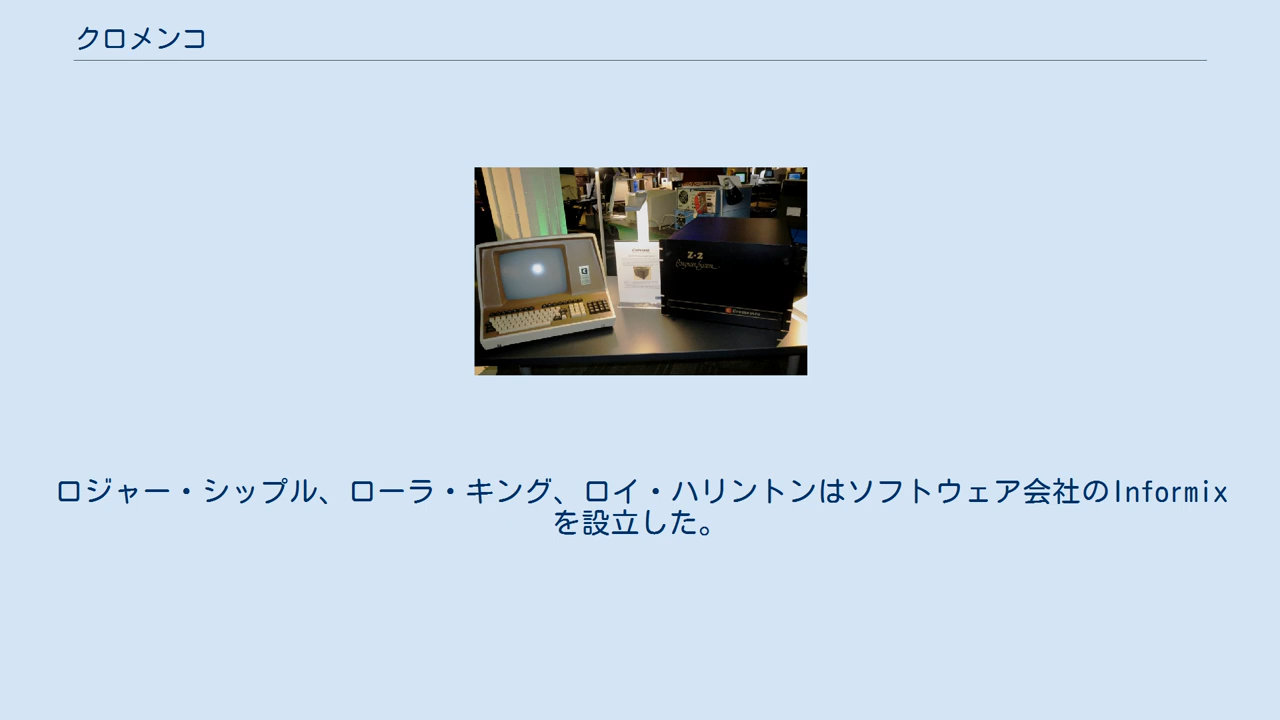 クロメンコ
Z-2
ロジャー・シップル、ローラ・キング、ロイ・ハリントンはソフトウェア会社のInformix
を設立した。